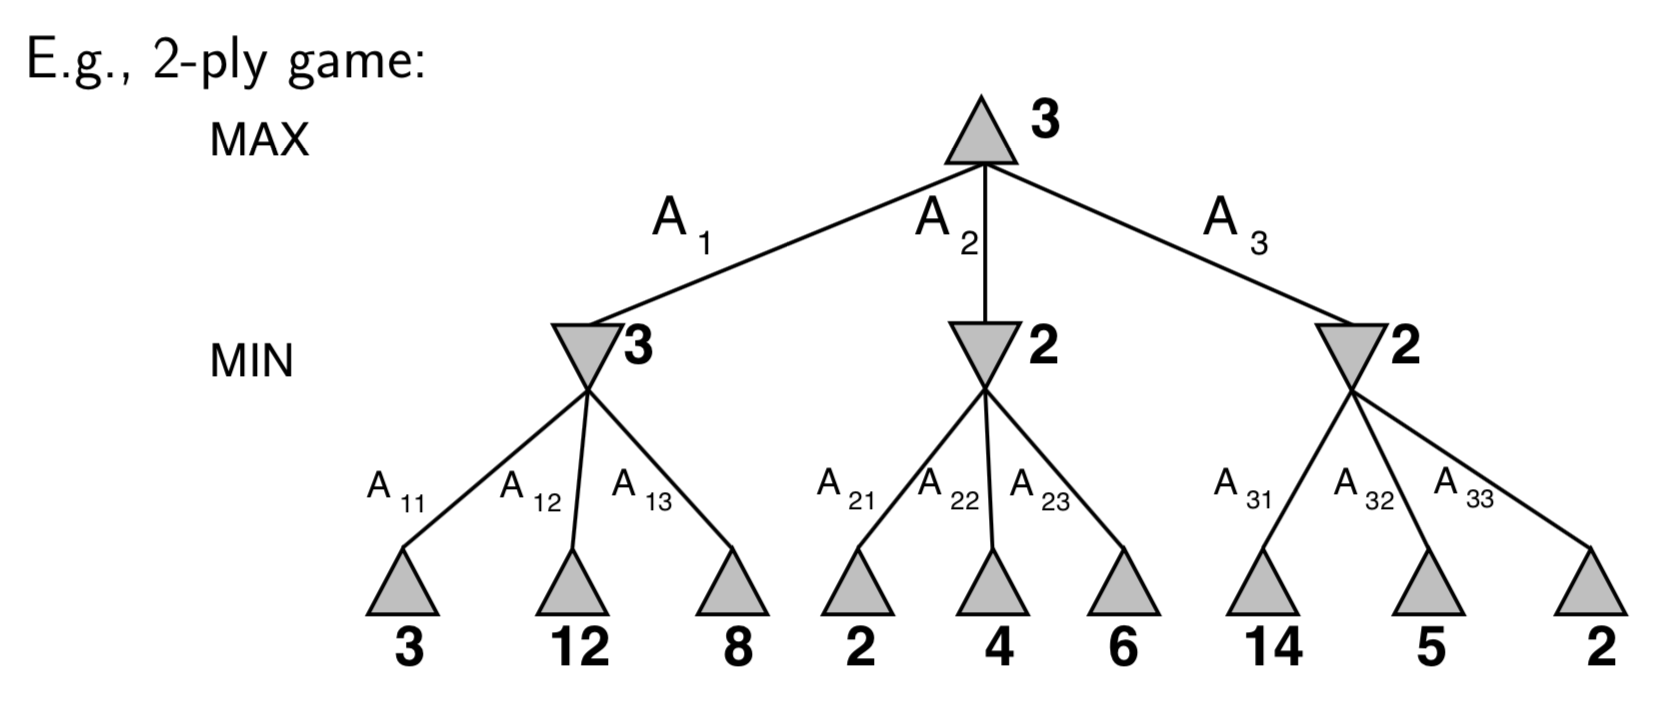 E.g., 2-ply game:
MAX
3
A 1
A 2
A 3
MIN
3
2
2
A 11
A 12
A 13
A 21
A 22
A 23
A 31
A 32
A 33
3
12
8
2
4
6
14
5
2